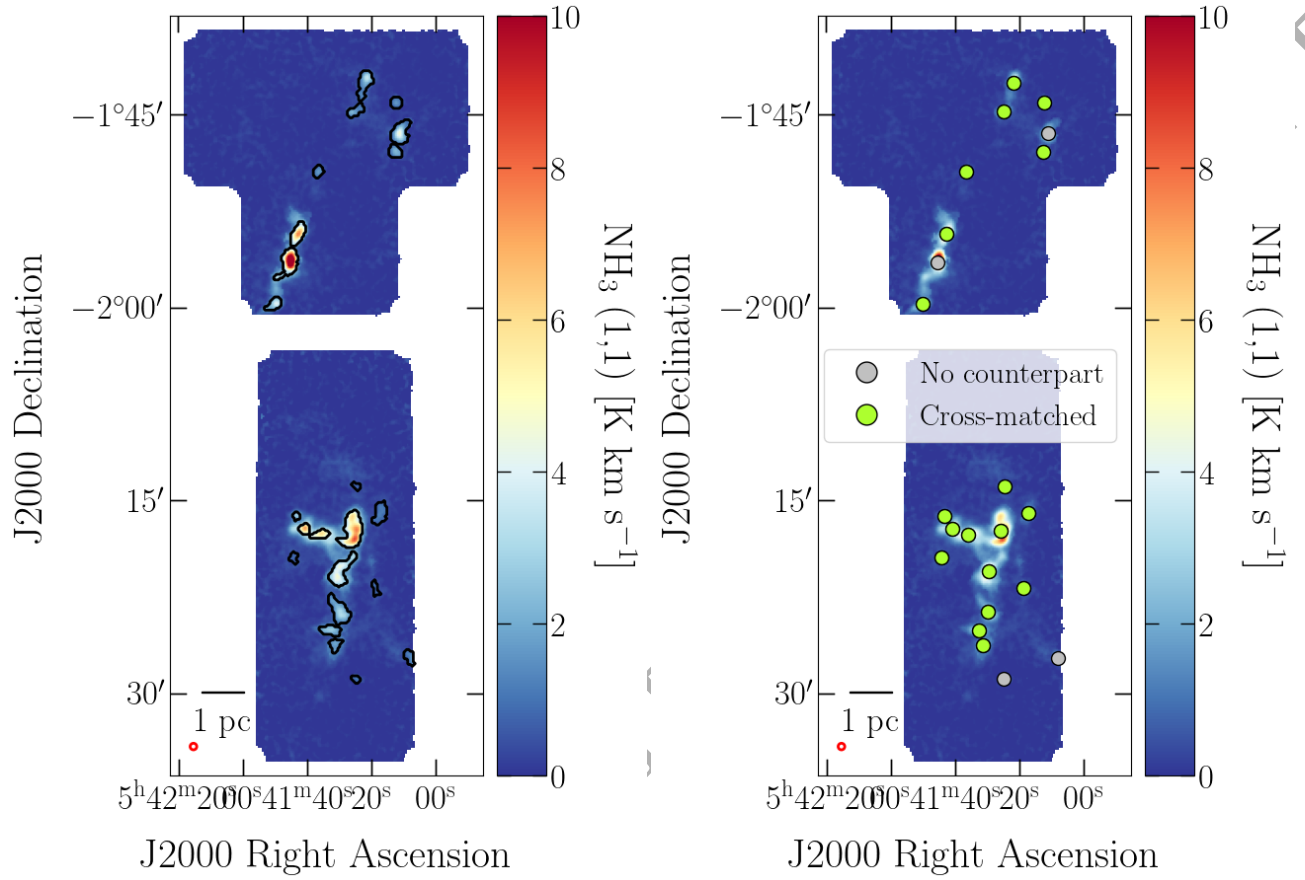 J2000 Declination
−1°45′
−2°00′
15′
30′
1 pc
5ʰ42ᵐ20ˢ
00ˢ
41ᵐ40ˢ
20ˢ
00ˢ
J2000 Right Ascension
10
8
6
4
2
0
NH₃ (1,1) [K km s⁻¹]
J2000 Declination
−1°45′
−2°00′
No counterpart
Cross-matched
15′
30′
1 pc
5ʰ42ᵐ20ˢ
00ˢ
41ᵐ40ˢ
20ˢ
00ˢ
J2000 Right Ascension
10
8
6
4
2
0
NH₃ (1,1) [K km s⁻¹]